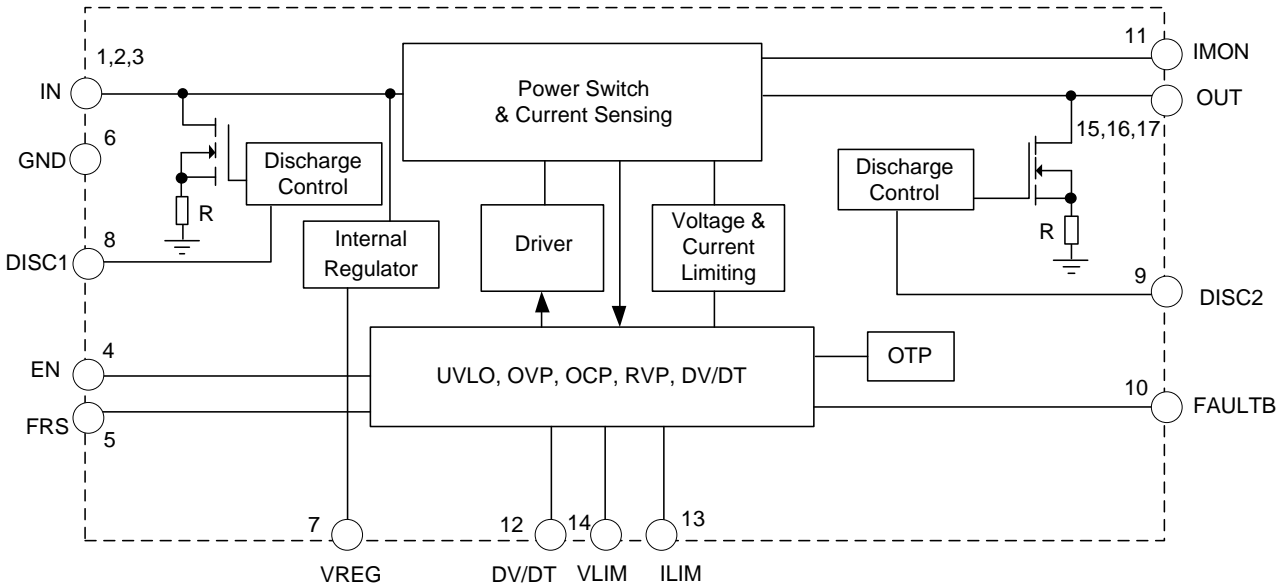 1,2,3
IN
6
GND
Discharge
Control
R
8
DISC1
Internal
Regulator
Power Switch
& Current Sensing
Driver
Voltage &
Current
Limiting
11
IMON
OUT
15,16,17
Discharge
Control
R
9
DISC2
4
EN
FRS
5
UVLO, OVP, OCP, RVP, DV/DT
OTP
10
FAULTB
7
VREG
12
DV/DT
14
VLIM
13
ILIM